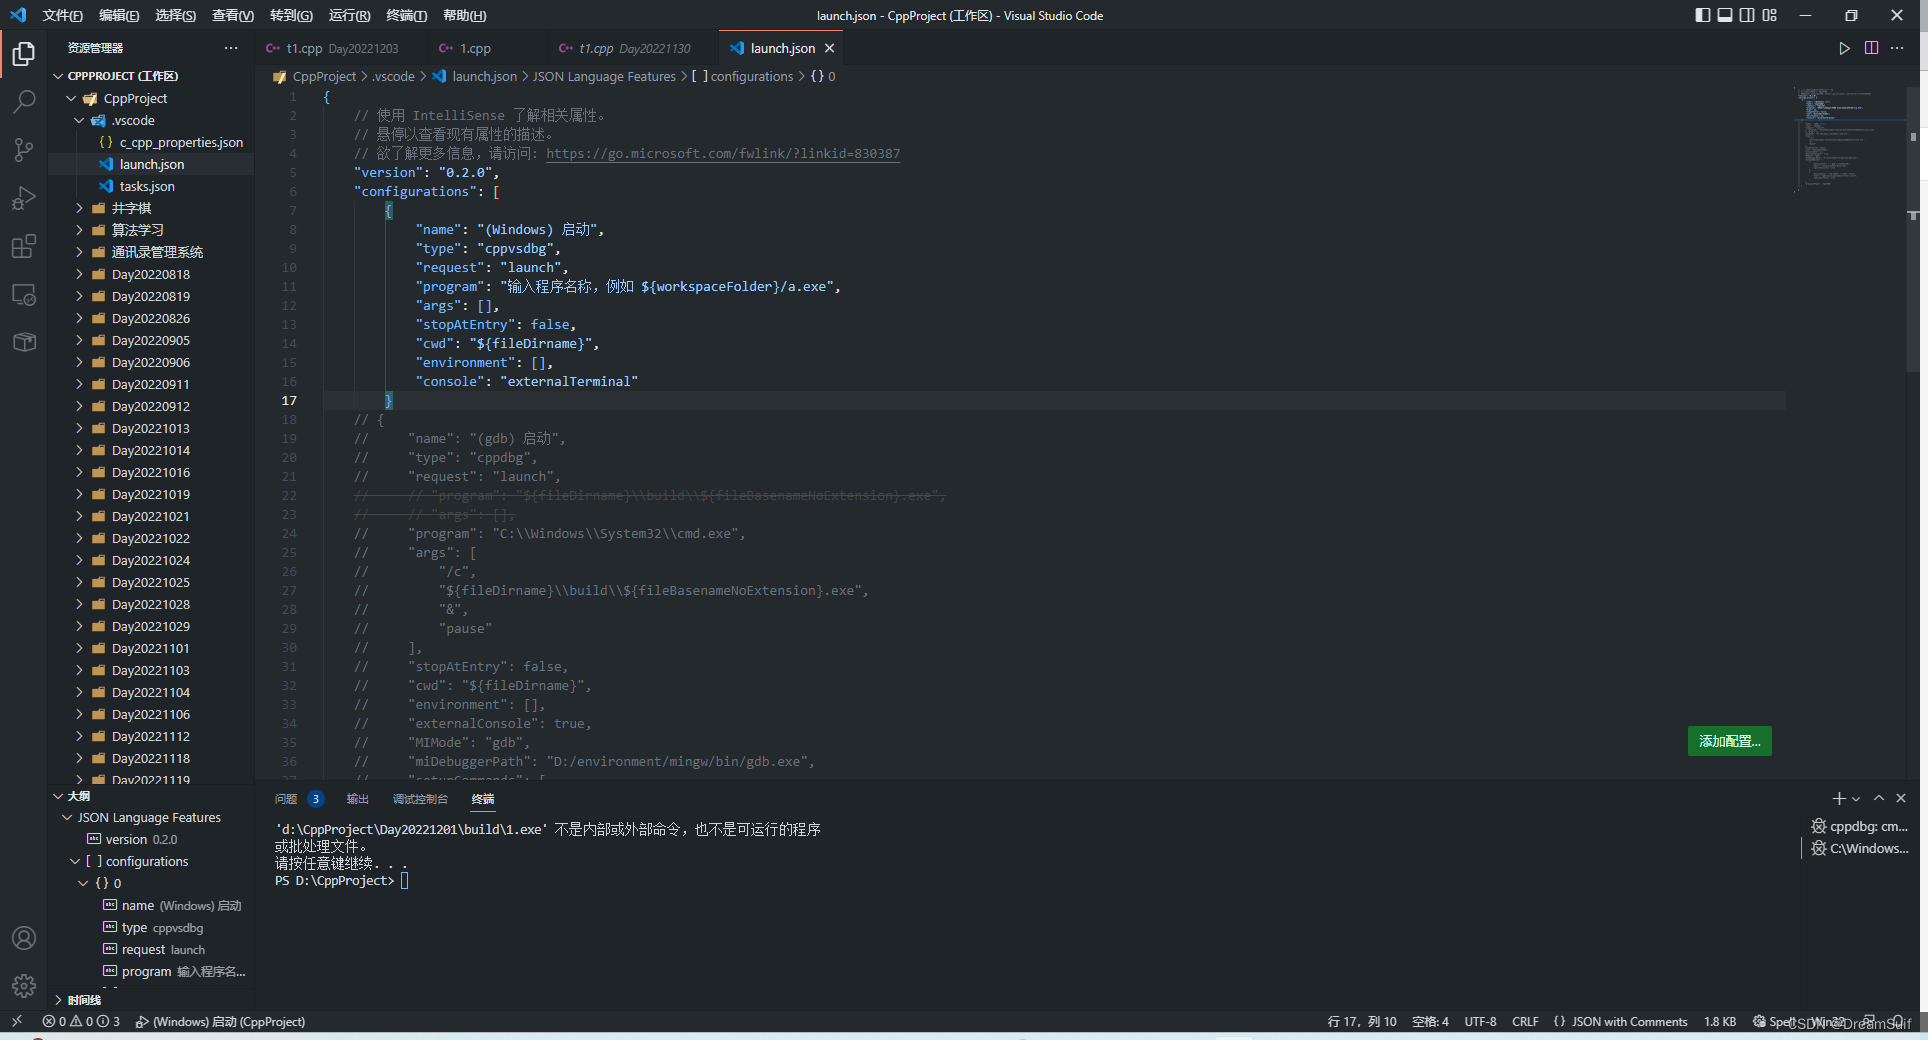 文件(F) 编辑(E) 选择(S) 查看(V) 转到(G) 运行(R) 终端(T) 帮助(H)
launch.json - CppProject (工作区) - Visual Studio Code
资源管理器
t1.cpp Day20221203
1.cpp
t1.cpp Day20221130
launch.json
CPPPROJECT (工作区)
CppProject
.vscode
c_cpp_properties.json
launch.json
tasks.json
井字棋
算法学习
通讯录管理系统
Day20220818
Day20220819
Day20220826
Day20220905
Day20220906
Day20220911
Day20220912
Day20221013
Day20221014
Day20221016
Day20221019
Day20221021
Day20221022
Day20221024
Day20221025
Day20221028
Day20221029
Day20221101
Day20221103
Day20221104
Day20221106
Day20221112
Day20221118
Day20221119
大纲
JSON Language Features
version 0.2.0
[ ] configurations
{ } 0
name (Windows) 启动
type cppvsdbg
request launch
program 输入程序名...
时间线
CppProject > .vscode > launch.json > JSON Language Features > [ ] configurations > { } 0
1 {
2 // 使用 IntelliSense 了解相关属性。
3 // 悬停以查看现有属性的描述。
4 // 欲了解更多信息，请访问: https://go.microsoft.com/fwlink/?linkid=830387
5 "version": "0.2.0",
6 "configurations": [
7 {
8 "name": "(Windows) 启动",
9 "type": "cppvsdbg",
10 "request": "launch",
11 "program": "输入程序名称，例如 ${workspaceFolder}/a.exe",
12 "args": [],
13 "stopAtEntry": false,
14 "cwd": "${fileDirname}",
15 "environment": [],
16 "console": "externalTerminal"
17 }
18 // {
19 // "name": "(gdb) 启动",
20 // "type": "cppdbg",
21 // "request": "launch",
22 // // "program": "${fileDirname}\\build\\${fileBasenameNoExtension}.exe",
23 // // "args": [],
24 // "program": "C:\\Windows\\System32\\cmd.exe",
25 // "args": [
26 // "/c",
27 // "${fileDirname}\\build\\${fileBasenameNoExtension}.exe",
28 // "&",
29 // "pause"
30 // ],
31 // "stopAtEntry": false,
32 // "cwd": "${fileDirname}",
33 // "environment": [],
34 // "externalConsole": true,
35 // "MIMode": "gdb",
36 // "miDebuggerPath": "D:/environment/mingw/bin/gdb.exe",
添加配置...
问题 3 输出 调试控制台 终端
'd:\CppProject\Day20221201\build\1.exe' 不是内部或外部命令，也不是可运行的程序
或批处理文件。
请按任意键继续. . .
PS D:\CppProject>
cppdbg: cm...
C:\Windows...
0 0 3 (Windows) 启动 (CppProject)
行 17，列 10 空格: 4 UTF-8 CRLF { } JSON with Comments 1.8 KB Spell Win32
CSDN @DreamSuif